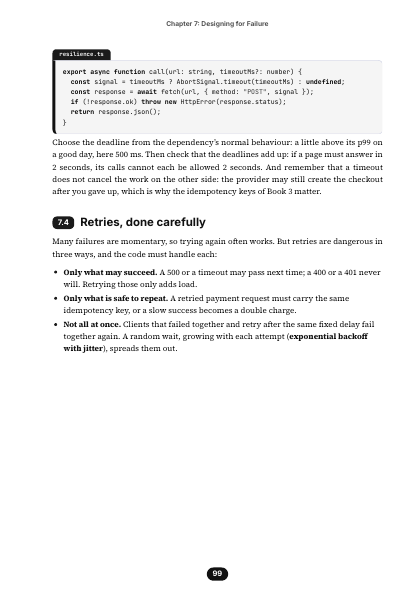 Chapter 7: Designing for Failure
resilience.ts
export async function call(url: string, timeoutMs?: number) {
  const signal = timeoutMs ? AbortSignal.timeout(timeoutMs) : undefined;
  const response = await fetch(url, { method: "POST", signal });
  if (!response.ok) throw new HttpError(response.status);
  return response.json();
}
Choose the deadline from the dependency's normal behaviour: a little above its p99 on
a good day, here 500 ms. Then check that the deadlines add up: if a page must answer in
2 seconds, its calls cannot each be allowed 2 seconds. And remember that a timeout
does not cancel the work on the other side: the provider may still create the checkout
after you gave up, which is why the idempotency keys of Book 3 matter.
7.4 Retries, done carefully
Many failures are momentary, so trying again often works. But retries are dangerous in
three ways, and the code must handle each:
• Only what may succeed. A 500 or a timeout may pass next time; a 400 or a 401 never
will. Retrying those only adds load.
• Only what is safe to repeat. A retried payment request must carry the same
idempotency key, or a slow success becomes a double charge.
• Not all at once. Clients that failed together and retry after the same fixed delay fail
together again. A random wait, growing with each attempt (exponential backoff
with jitter), spreads them out.
99